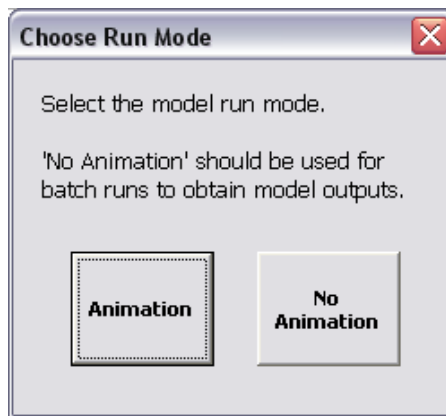 Choose Run Mode
Select the model run mode.
'No Animation' should be used for
batch runs to obtain model outputs.
Animation
No
Animation